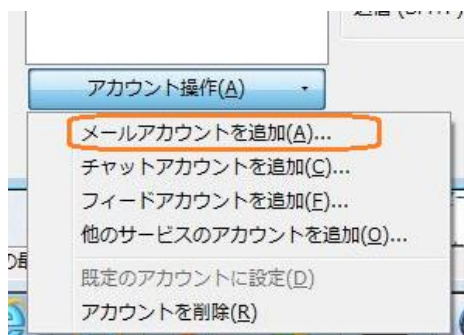 アカウント操作(A)
メールアカウントを追加(A)...
チャットアカウントを追加(C)...
フィードアカウントを追加(F)...
他のサービスのアカウントを追加(O)...
既定のアカウントに設定(D)
アカウントを削除(R)